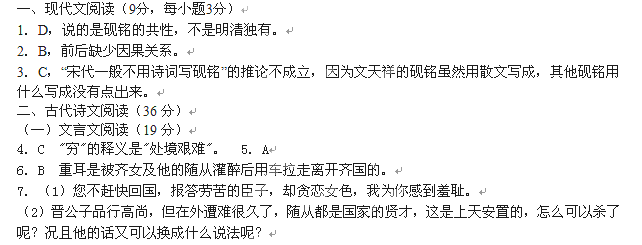 一、现代文阅读（9分，每小题3分）
1. D，说的是砚铭的共性，不是明清独有。
2. B，前后缺少因果关系。
3. C，“宋代一般不用诗词写砚铭”的推论不成立，因为文天祥的砚铭虽然用散文写成，其他砚铭用
什么写成没有点出来。
二、古代诗文阅读（36 分）
（一）文言文阅读（19 分）
4. C  "穷"的释义是"处境艰难"。  5. A
6. B  重耳是被齐女及他的随从灌醉后用车拉走离开齐国的。
7. （1）您不赶快回国，报答劳苦的臣子，却贪恋女色，我为你感到羞耻。
（2）晋公子品行高尚，但在外遭难很久了，随从都是国家的贤才，这是上天安置的，怎么可以杀了
呢？况且他的话又可以换成什么说法呢？